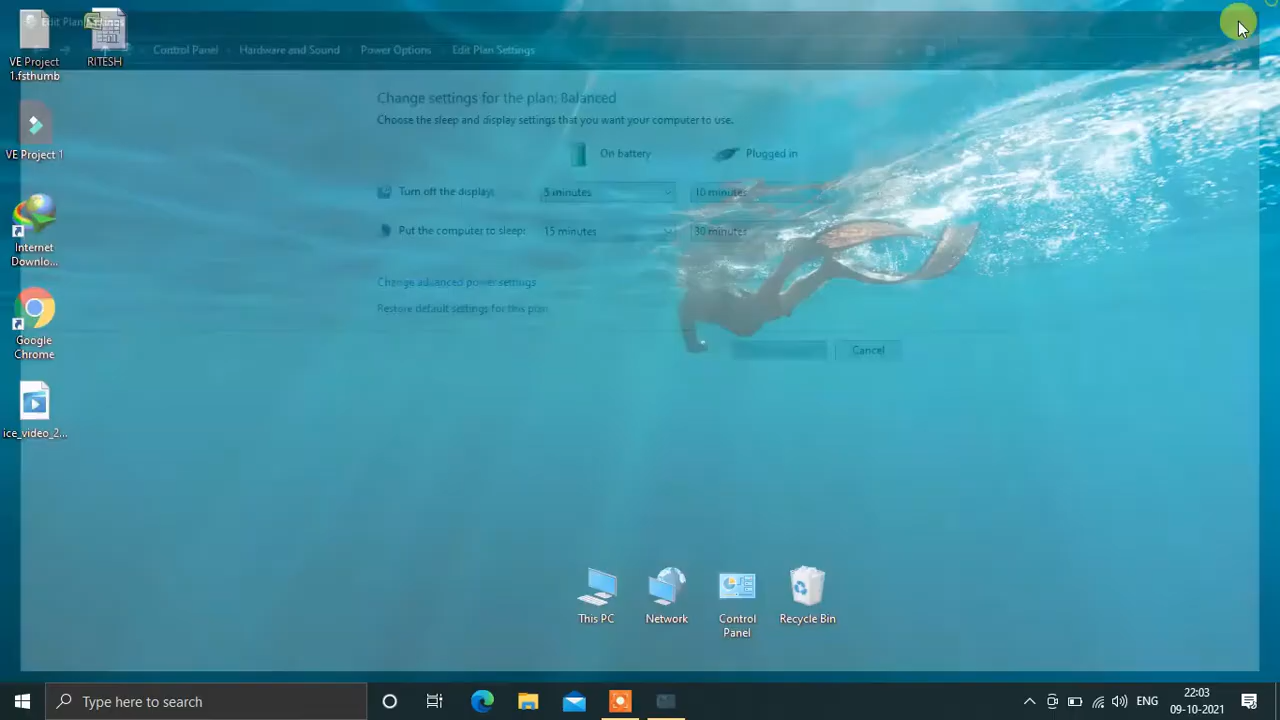 Edit Plan Settings
Control Panel
Hardware and Sound
Power Options
Edit Plan Settings
VE Project
1.fsthumb
RITESH
Change settings for the plan: Balanced
Choose the sleep and display settings that you want your computer to use.
On battery
Plugged in
VE Project 1
Turn off the display:
5 minutes
10 minutes
Put the computer to sleep:
15 minutes
30 minutes
Internet
Downlo...
Change advanced power settings
Restore default settings for this plan
Google
Chrome
Cancel
ice_video_2...
This PC
Network
Control
Panel
Recycle Bin
Type here to search
ENG
22:03
09-10-2021